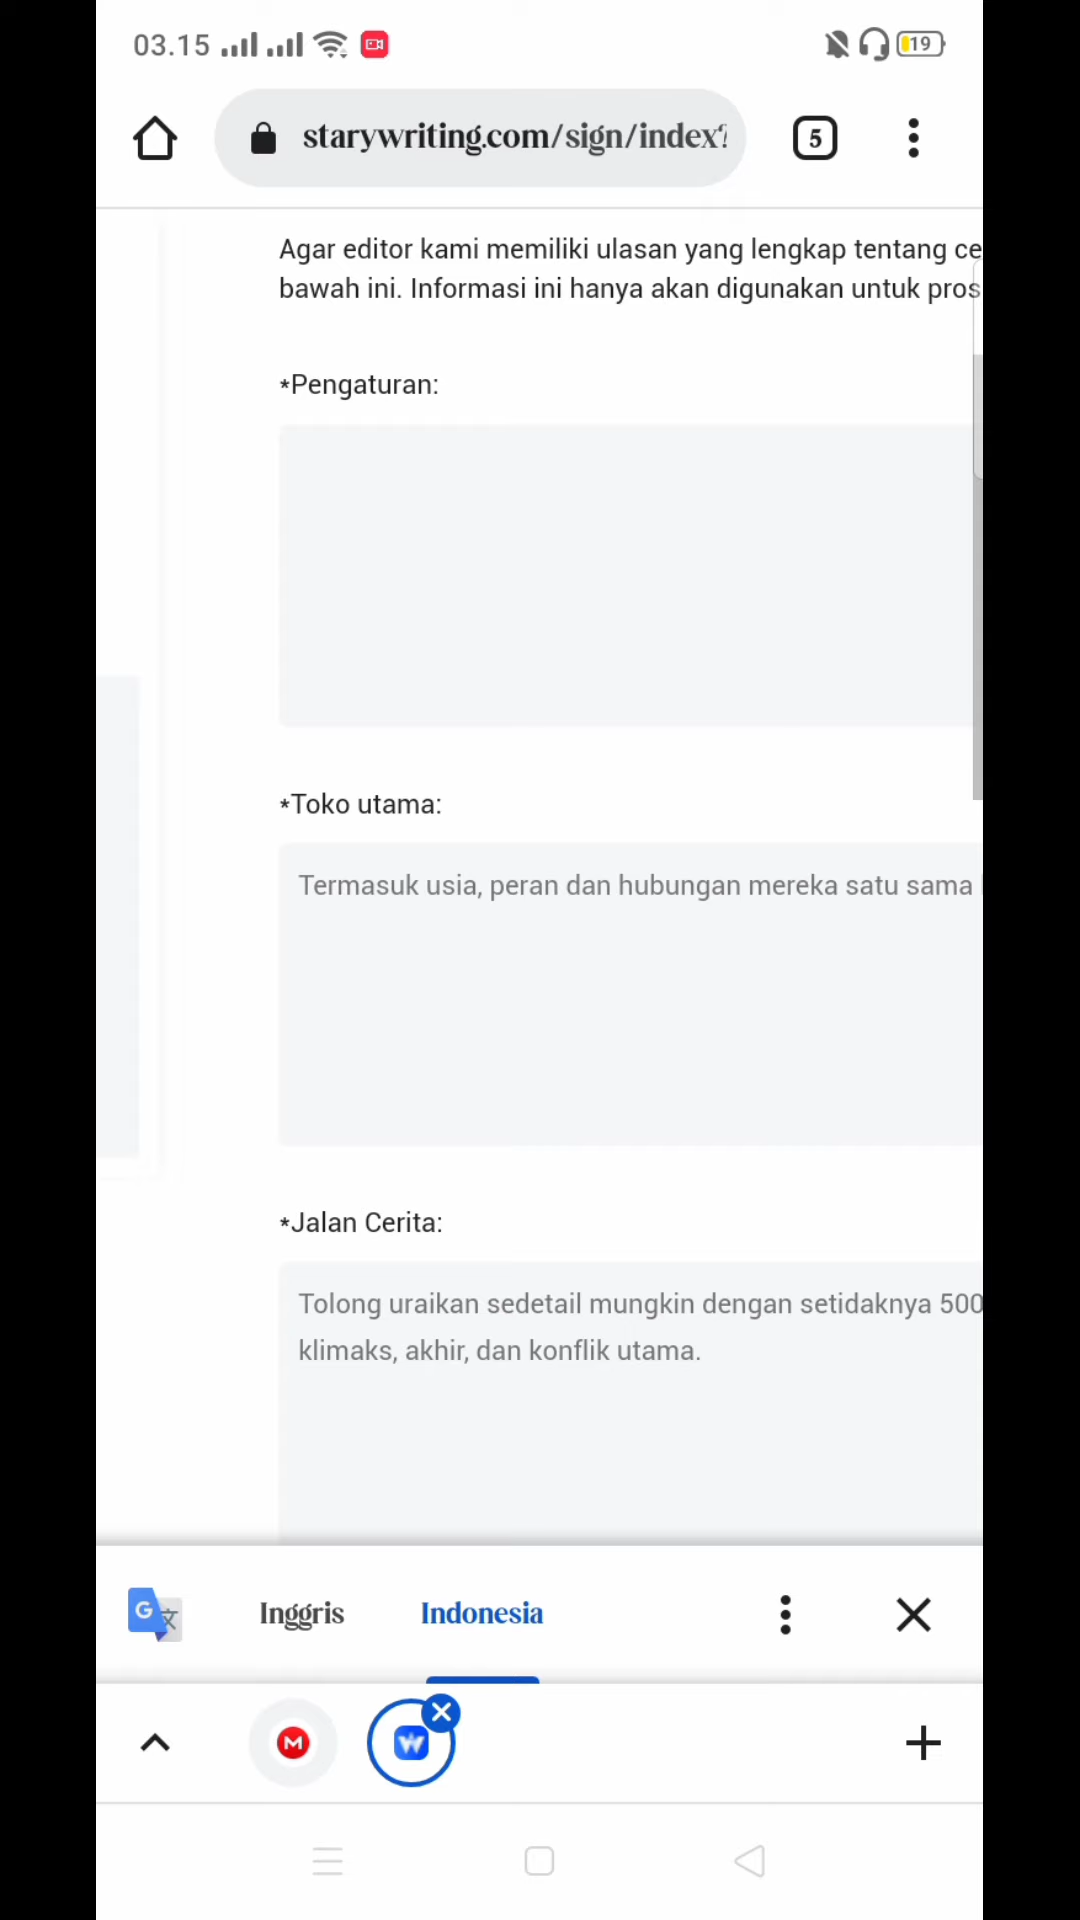 03.15
19
starywriting.com/sign/index?
5
Agar editor kami memiliki ulasan yang lengkap tentang ce
bawah ini. Informasi ini hanya akan digunakan untuk pros
*Pengaturan:
*Toko utama:
Termasuk usia, peran dan hubungan mereka satu sama
*Jalan Cerita:
Tolong uraikan sedetail mungkin dengan setidaknya 500
klimaks, akhir, dan konflik utama.
G 文
Inggris
Indonesia
M
W